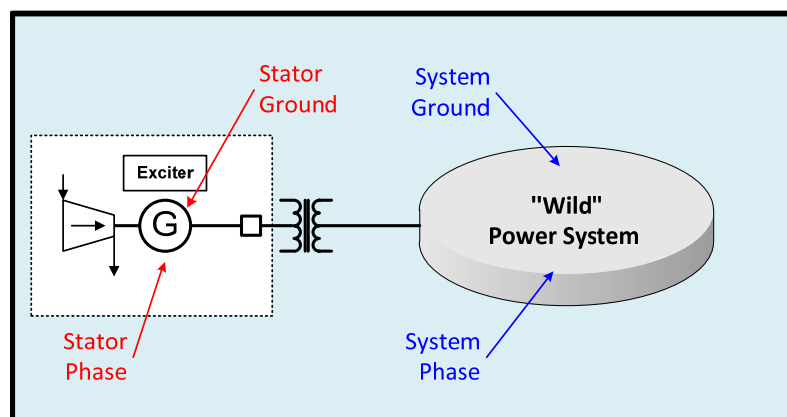 Stator
Ground
System
Ground
Exciter
G
"Wild"
Power System
Stator
Phase
System
Phase